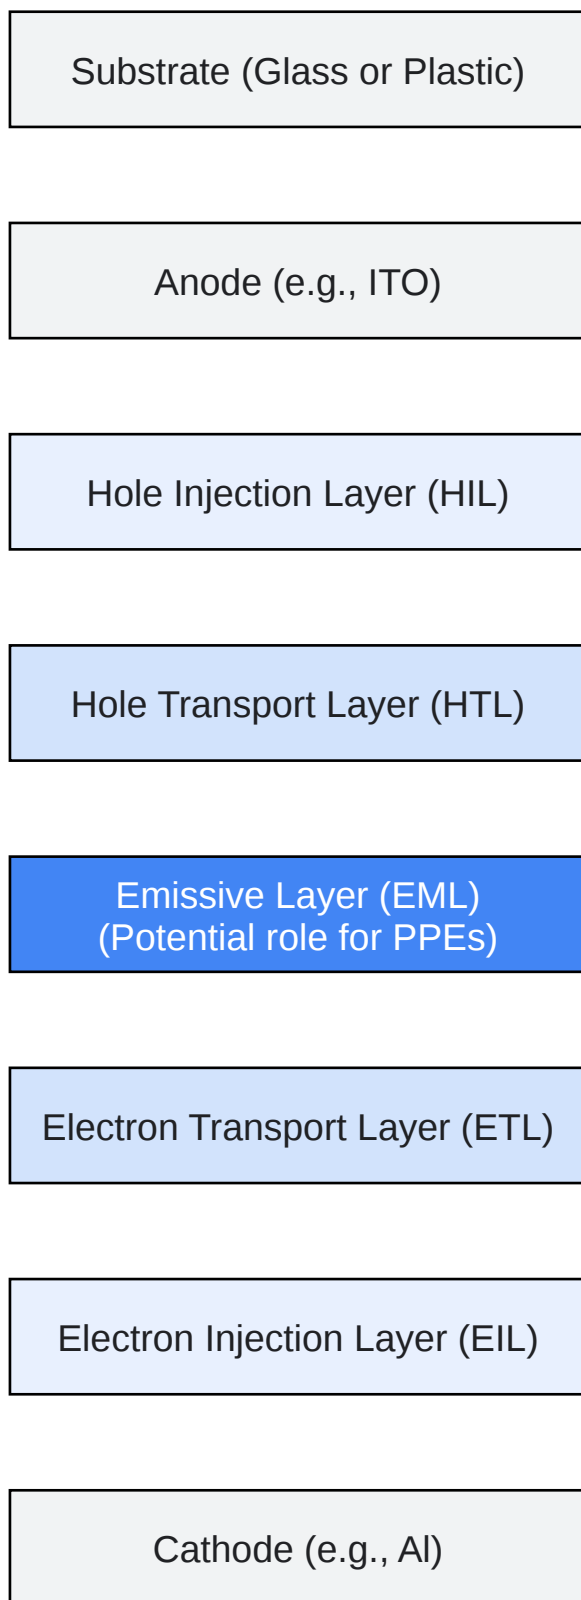 Substrate (Glass or Plastic)
Anode (e.g., ITO)
Hole Injection Layer (HIL)
Hole Transport Layer (HTL)
Emissive Layer (EML)
(Potential role for PPEs)
Electron Transport Layer (ETL)
Electron Injection Layer (EIL)
Cathode (e.g., Al)